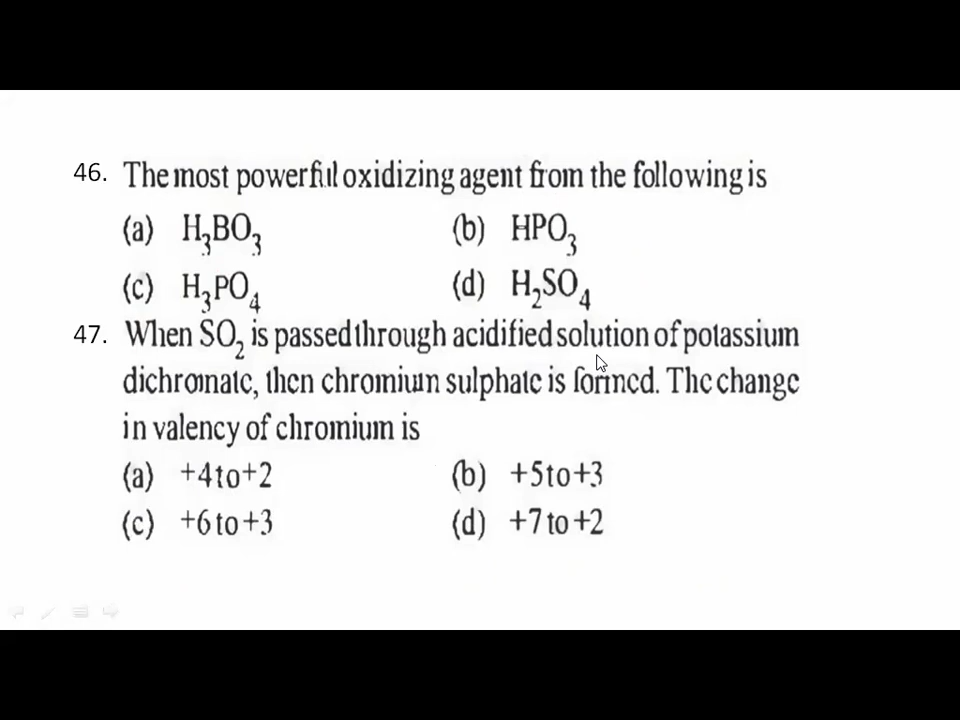 46. The most powerful oxidizing agent from the following is
(a) H₃BO₃ (b) HPO₃
(c) H₃PO₄ (d) H₂SO₄
47. When SO₂ is passed through acidified solution of potassium
dichromate, then chromium sulphate is formed. The change
in valency of chromium is
(a) +4 to +2 (b) +5 to +3
(c) +6 to +3 (d) +7 to +2